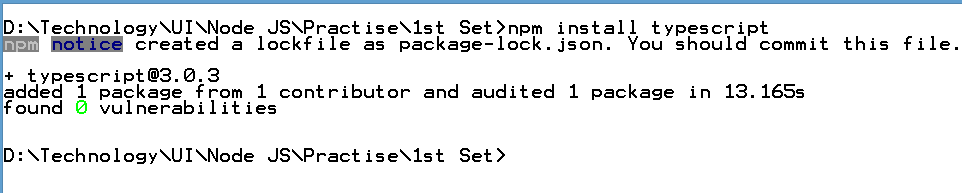 D:\Technology\UI\Node JS\Practise\1st Set>npm install typescript
npm notice created a lockfile as package-lock.json. You should commit this file.
+ typescript@3.0.3
added 1 package from 1 contributor and audited 1 package in 13.165s
found 0 vulnerabilities
D:\Technology\UI\Node JS\Practise\1st Set>